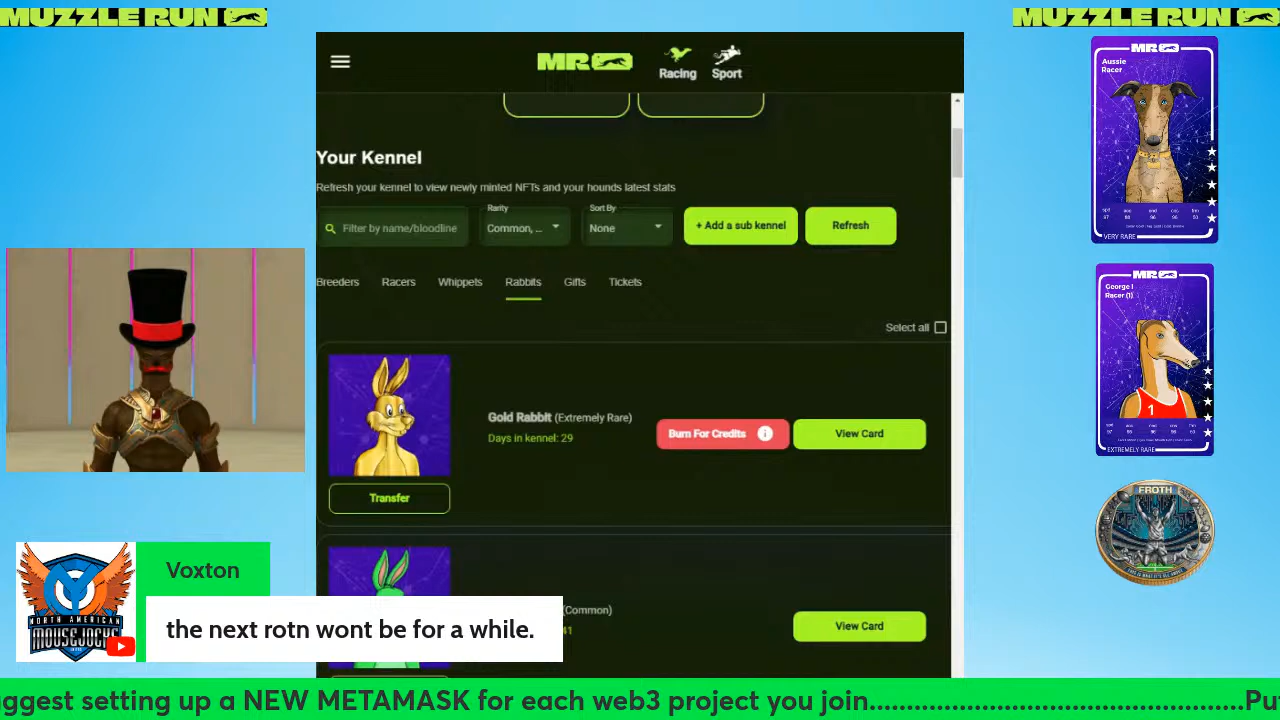 MUZZLE RUN
MUZZLE RUN
MR
Racing
Sport
Your Kennel
Refresh your kennel to view newly minted NFTs and your hounds latest stats
Filter by name/bloodline
Rarity
Common, ...
Sort By
None
+ Add a sub kennel
Refresh
Breeders
Racers
Whippets
Rabbits
Gifts
Tickets
Select all
Gold Rabbit (Extremely Rare)
Days in kennel: 29
Burn For Credits
View Card
Transfer
(Common)
41
View Card
MR
Aussie
Racer
VERY RARE
MR
George I
Racer (1)
1
EXTREMELY RARE
FROTH
NORTH AMERICAN
MOUSEJOCKS
Voxton
the next rotn wont be for a while.
ggest setting up a NEW METAMASK for each web3 project you join..................................................Pu